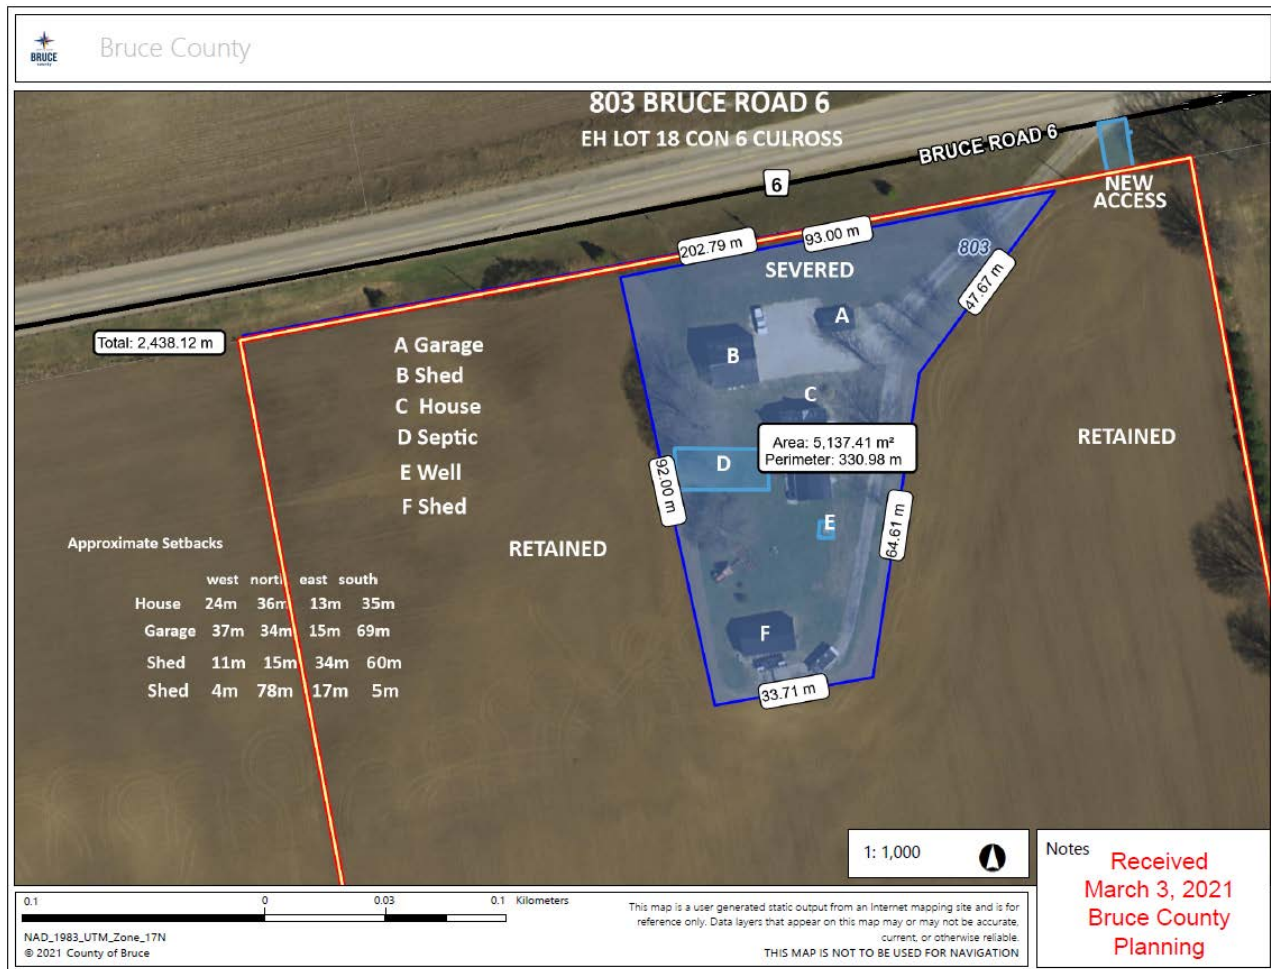 BRUCE
county
Bruce County
803 BRUCE ROAD 6
EH LOT 18 CON 6 CULROSS
BRUCE ROAD 6
6
NEW
ACCESS
202.79 m
93.00 m
803
SEVERED
47.67 m
Total: 2,438.12 m
A Garage
B Shed
C House
D Septic
E Well
F Shed
A
B
C
Area: 5,137.41 m²
Perimeter: 330.98 m
RETAINED
D
92.00 m
E
64.61 m
RETAINED
Approximate Setbacks
west north east south
House 24m 36m 13m 35m
Garage 37m 34m 15m 69m
Shed 11m 15m 34m 60m
Shed 4m 78m 17m 5m
F
33.71 m
1: 1,000
Notes
Received
March 3, 2021
Bruce County
Planning
0.1 0 0.03 0.1 Kilometers
NAD_1983_UTM_Zone_17N
© 2021 County of Bruce
This map is a user generated static output from an Internet mapping site and is for
reference only. Data layers that appear on this map may or may not be accurate,
current, or otherwise reliable.
THIS MAP IS NOT TO BE USED FOR NAVIGATION